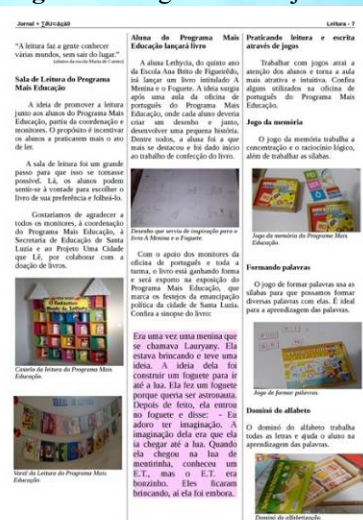 Jornal + EDUCAÇÃO
Leitura - 7
"A leitura faz a gente conhecer
vários mundos, sem sair do lugar."
(alunos da escola Maria do Carmo)
Sala de Leitura do Programa
Mais Educação
A ideia de promover a leitura
junto aos alunos do Programa Mais
Educação, partiu da coordenação e
monitores. O propósito é incentivar
os alunos a praticarem mais o ato
de ler.
A sala de leitura foi um grande
passo para que isso se tornasse
possível. Lá, os alunos podem
sentir-se à vontade para escolher o
livro de sua preferência e folheá-lo.
Gostaríamos de agradecer a
todos os monitores, à coordenação
do Programa Mais Educação, à
Secretaria de Educação de Santa
Luzia e ao Projeto Uma Cidade
que Lê, por colaborar com a
doação de livros.
Castelo da leitura do Programa Mais
Educação.
Varal da Leitura do Programa Mais
Educação
Aluna do Programa Mais
Educação lançará livro
A aluna Lethycia, do quinto ano
da Escola Ana Brito de Figueirêdo,
irá lançar um livro intitulado A
Menina e o Foguete. A ideia surgiu
após uma aula da oficina de
português do Programa Mais
Educação, onde cada aluno deveria
criar um desenho e junto,
desenvolver uma pequena história.
Dentre todos, a aluna foi a que
mais se destacou e foi dado início
ao trabalho de confecção do livro.
Desenho que serviu de inspiração para o
livro A Menina e o Foguete.
Com o apoio dos monitores da
oficina de português e toda a
turma, o livro está ganhando forma
e será exposto na exposição do
Programa Mais Educação, que
marca os festejos da emancipação
política da cidade de Santa Luzia.
Confira a sinopse do livro:
Era uma vez uma menina que
se chamava Lauryany. Ela
estava brincando e teve uma
ideia. A ideia dela foi
construir um foguete para ir
até a lua. Ela fez um foguete
porque queria ser astronauta.
Depois de feito, ela entrou
no foguete e disse: - Eu
adoro ter imaginação. A
imaginação dela era que ela
ia chegar até a lua. Quando
ela chegou na lua de
mentirinha, conheceu um
E.T., mas o E.T. era
bonzinho. Eles ficaram
brincando, aí ela foi embora.
Praticando leitura e escrita
através de jogos
Trabalhar com jogos atrai a
atenção dos alunos e torna a aula
mais atrativa e intuitiva. Confira
alguns utilizados na oficina de
português do Programa Mais
Educação.
Jogo da memória
O jogo da memória trabalha a
concentração e o raciocínio lógico,
além de trabalhar as sílabas.
Jogo da memória do Programa Mais
Educação.
Formando palavras
O jogo de formar palavras usa as
sílabas para que possamos formar
diversas palavras com elas. É ideal
para a aprendizagem das palavras.
Jogo de formar palavras.
Dominó do alfabeto
O dominó do alfabeto trabalha
todas as letras e ajuda o aluno na
aprendizagem das palavras.
Dominó da alfabetização.